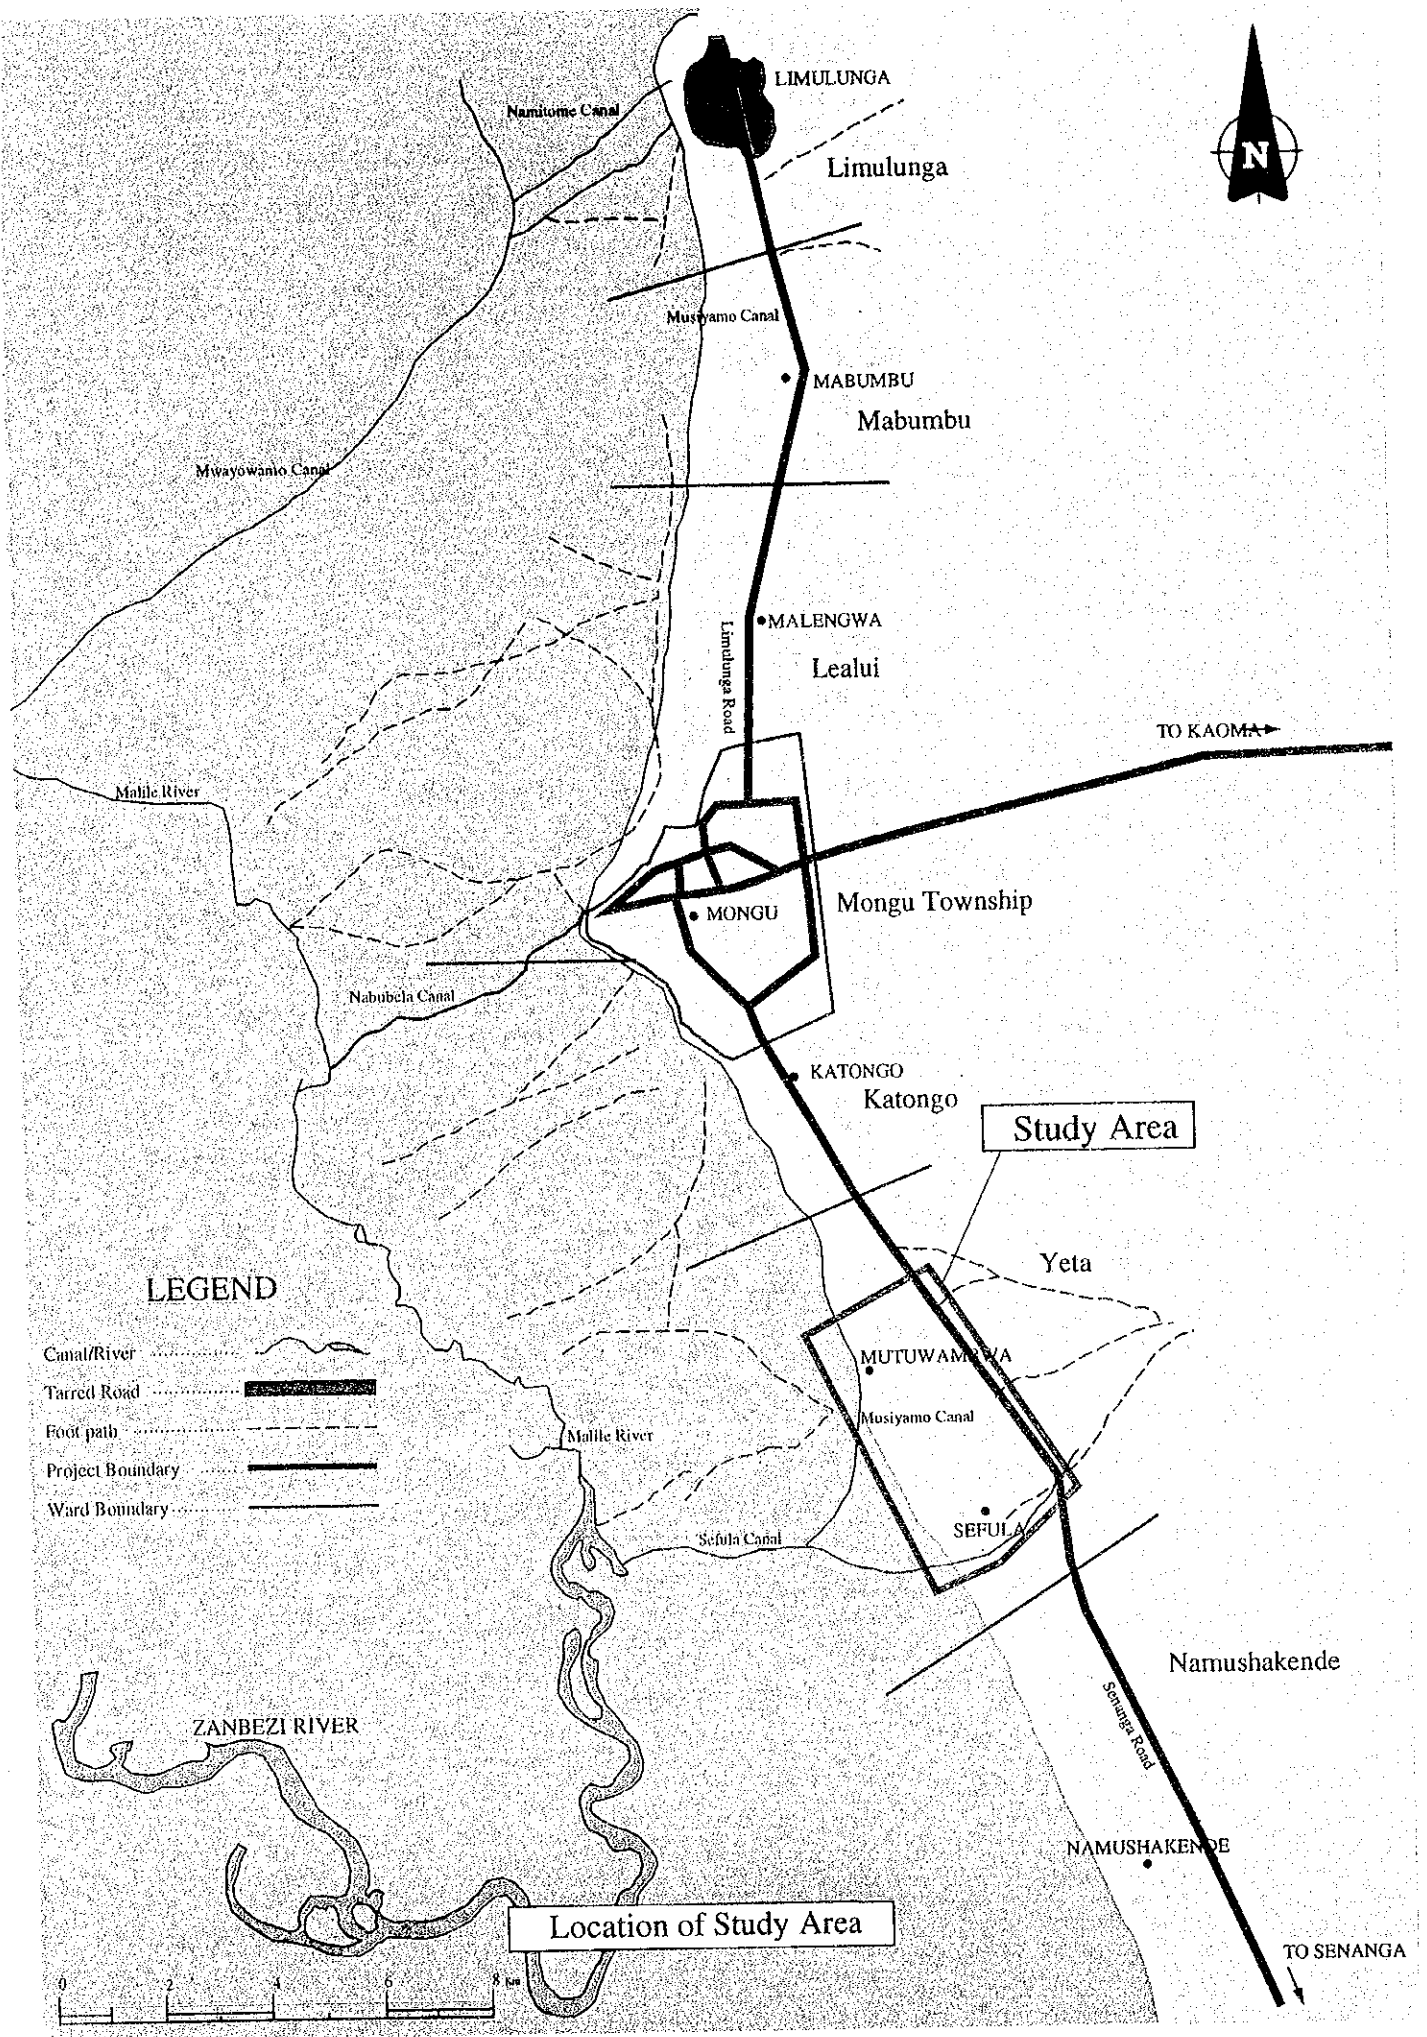 LIMULUNGA
Namitome Canal
N
Limulunga
Musiyamo Canal
MABUMBU
Mabumbu
Mwayowamo Canal
MALENGWA
Limulunga Road
Lealui
TO KAOMA
Malile River
MONGU
Mongu Township
Nabubela Canal
KATONGO
Katongo
Study Area
Yeta
LEGEND
Canal/River
Tarred Road
Foot path
Project Boundary
Ward Boundary
MUTUWAMBWA
Musiyamo Canal
Malile River
SEFULA
Sefula Canal
Namushakende
Senanga Road
ZANBEZI RIVER
NAMUSHAKENDE
Location of Study Area
TO SENANGA
0 2 4 6 8 Km